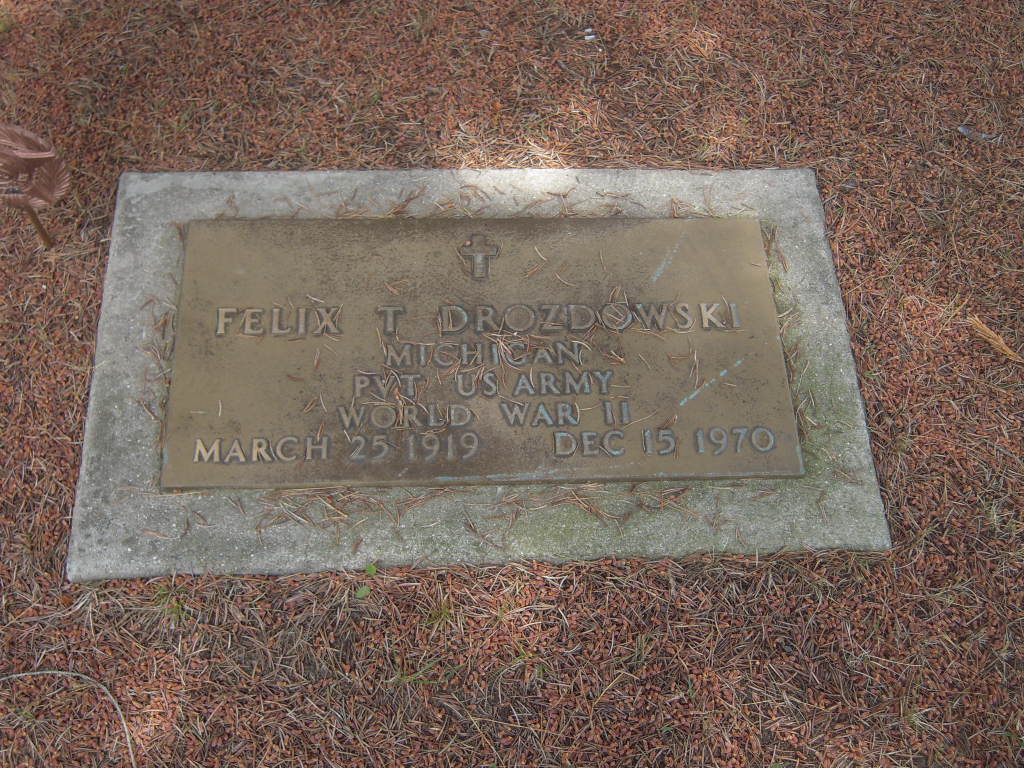 FELIX T DROZDOWSKI
MICHIGAN
PVT US ARMY
WORLD WAR II
MARCH 25 1919 DEC 15 1970